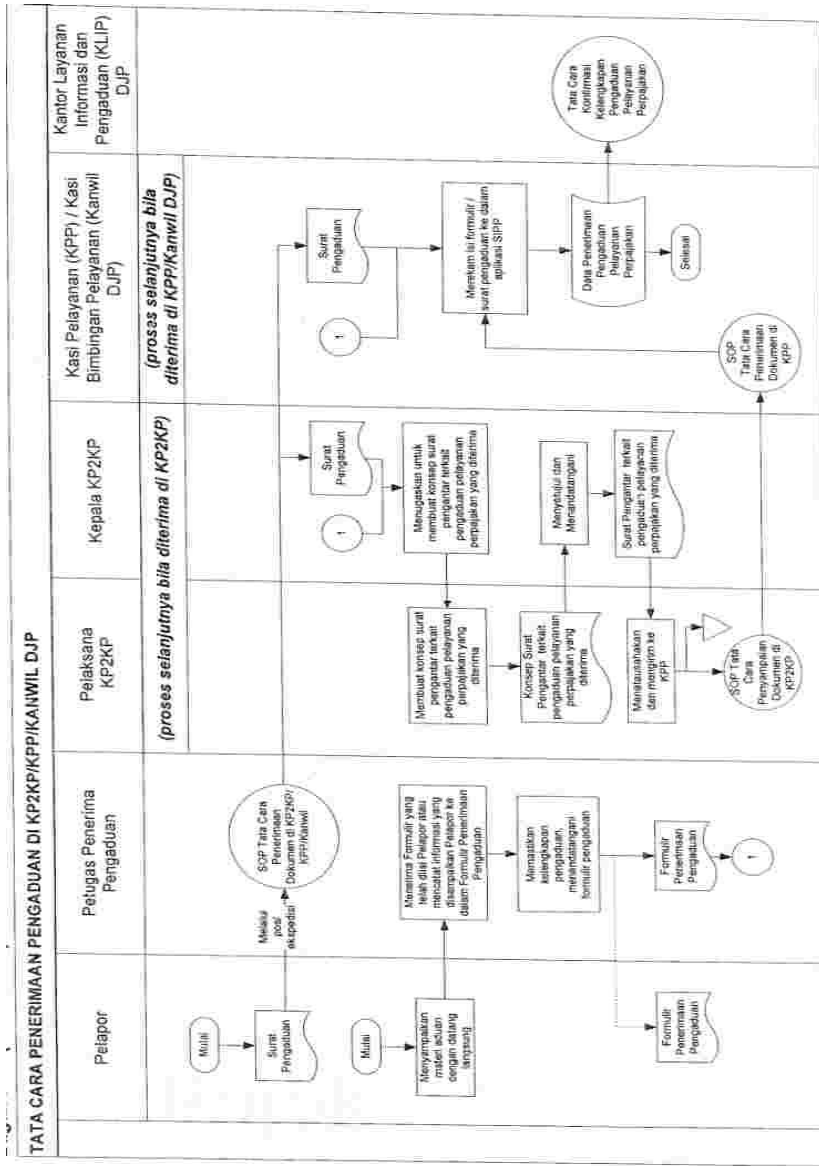 TATA CARA PENERIMAAN PENGADUAN DI KP2KP/KPP/KANWIL DJP
Pelapor
Petugas Penerima
Pengaduan
Pelaksana
KP2KP
Kepala KP2KP
Kasi Pelayanan (KPP) / Kasi
Bimbingan Pelayanan (Kanwil
DJP)
Kantor Layanan
Informasi dan
Pengaduan (KLIP)
DJP
(proses selanjutnya bila diterima di KP2KP)
(proses selanjutnya bila
diterima di KPP/Kanwil DJP)
Mulai
Surat
Pengaduan
Melalui
pos/
ekspedisi
SOP Tata Cara
Penerimaan
Dokumen di KP2KP/
KPP/Kanwil
Mulai
Menyampaikan
materi aduan
dengan datang
langsung
Menerima Formulir yang
telah diisi Pelapor atau
mencatat informasi yang
disampaikan Pelapor ke
dalam Formulir Penerimaan
Pengaduan
Memastikan
kelengkapan
pengaduan,
menandatangani
formulir pengaduan
Formulir
Penerimaan
Pengaduan
Formulir
Penerimaan
Pengaduan
1
1
Surat
Pengaduan
Menugaskan untuk
membuat konsep surat
pengantar terkait
pengaduan pelayanan
perpajakan yang diterima
Membuat konsep surat
pengantar terkait
pengaduan pelayanan
perpajakan yang
diterima
Konsep Surat
Pengantar terkait
pengaduan pelayanan
perpajakan yang
diterima
Menyetujui dan
Menandatangani
Surat Pengantar terkait
pengaduan pelayanan
perpajakan yang diterima
Menatausahakan
dan mengirim ke
KPP
SOP Tata
Cara
Penyampaian
Dokumen di
KP2KP
SOP
Tata Cara
Penerimaan
Dokumen di
KPP
1
Surat
Pengaduan
Merekam isi formulir /
surat pengaduan ke dalam
aplikasi SIPP
Data Penerimaan
Pengaduan
Pelayanan
Perpajakan
Selesai
Tata Cara
Konfirmasi
Kelengkapan
Pengaduan
Pelayanan
Perpajakan